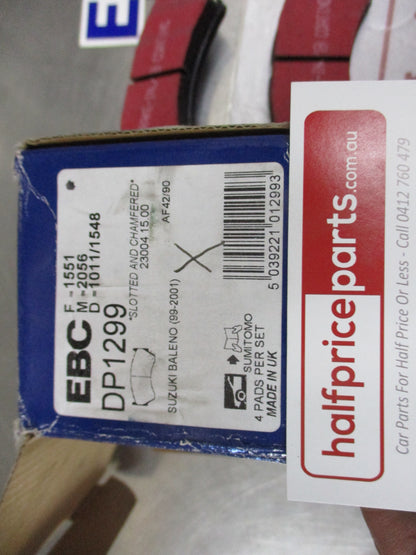 EBC
F -1551
M -2056
D -1011/1548
DP1299
*SLOTTED AND CHAMFERED*
23004 15.00
AF42/90
SUZUKI BALENO (99-2001)
SUMITOMO
4 PADS PER SET
MADE IN UK
5 039221 012993
halfpriceparts.com.au
Car Parts For Half Price Or Less - Call 0412 760 479
E